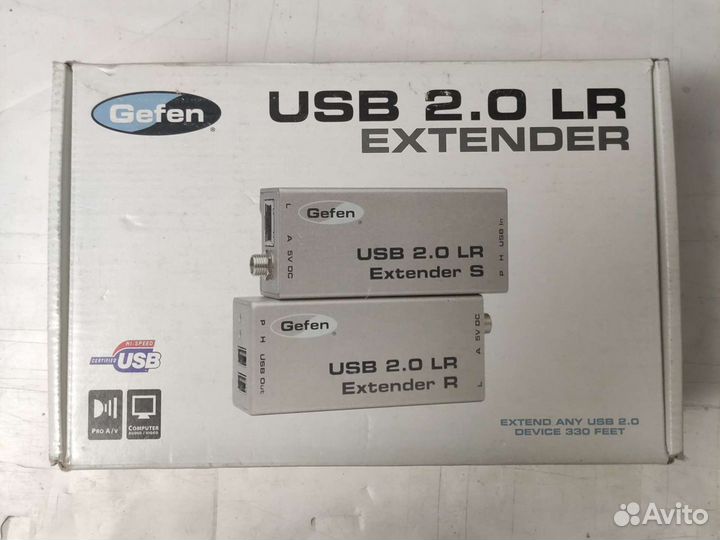 Gefen
®
USB 2.0 LR
EXTENDER
L
A
5V DC
Gefen
®
USB 2.0 LR
Extender S
P
H
USB In
P
H
USB Out
Gefen
®
USB 2.0 LR
Extender R
L
A
5V DC
HI-SPEED
CERTIFIED
USB
PRO A/V
COMPUTER
AUDIO / VIDEO
EXTEND ANY USB 2.0
DEVICE 330 FEET
Avito